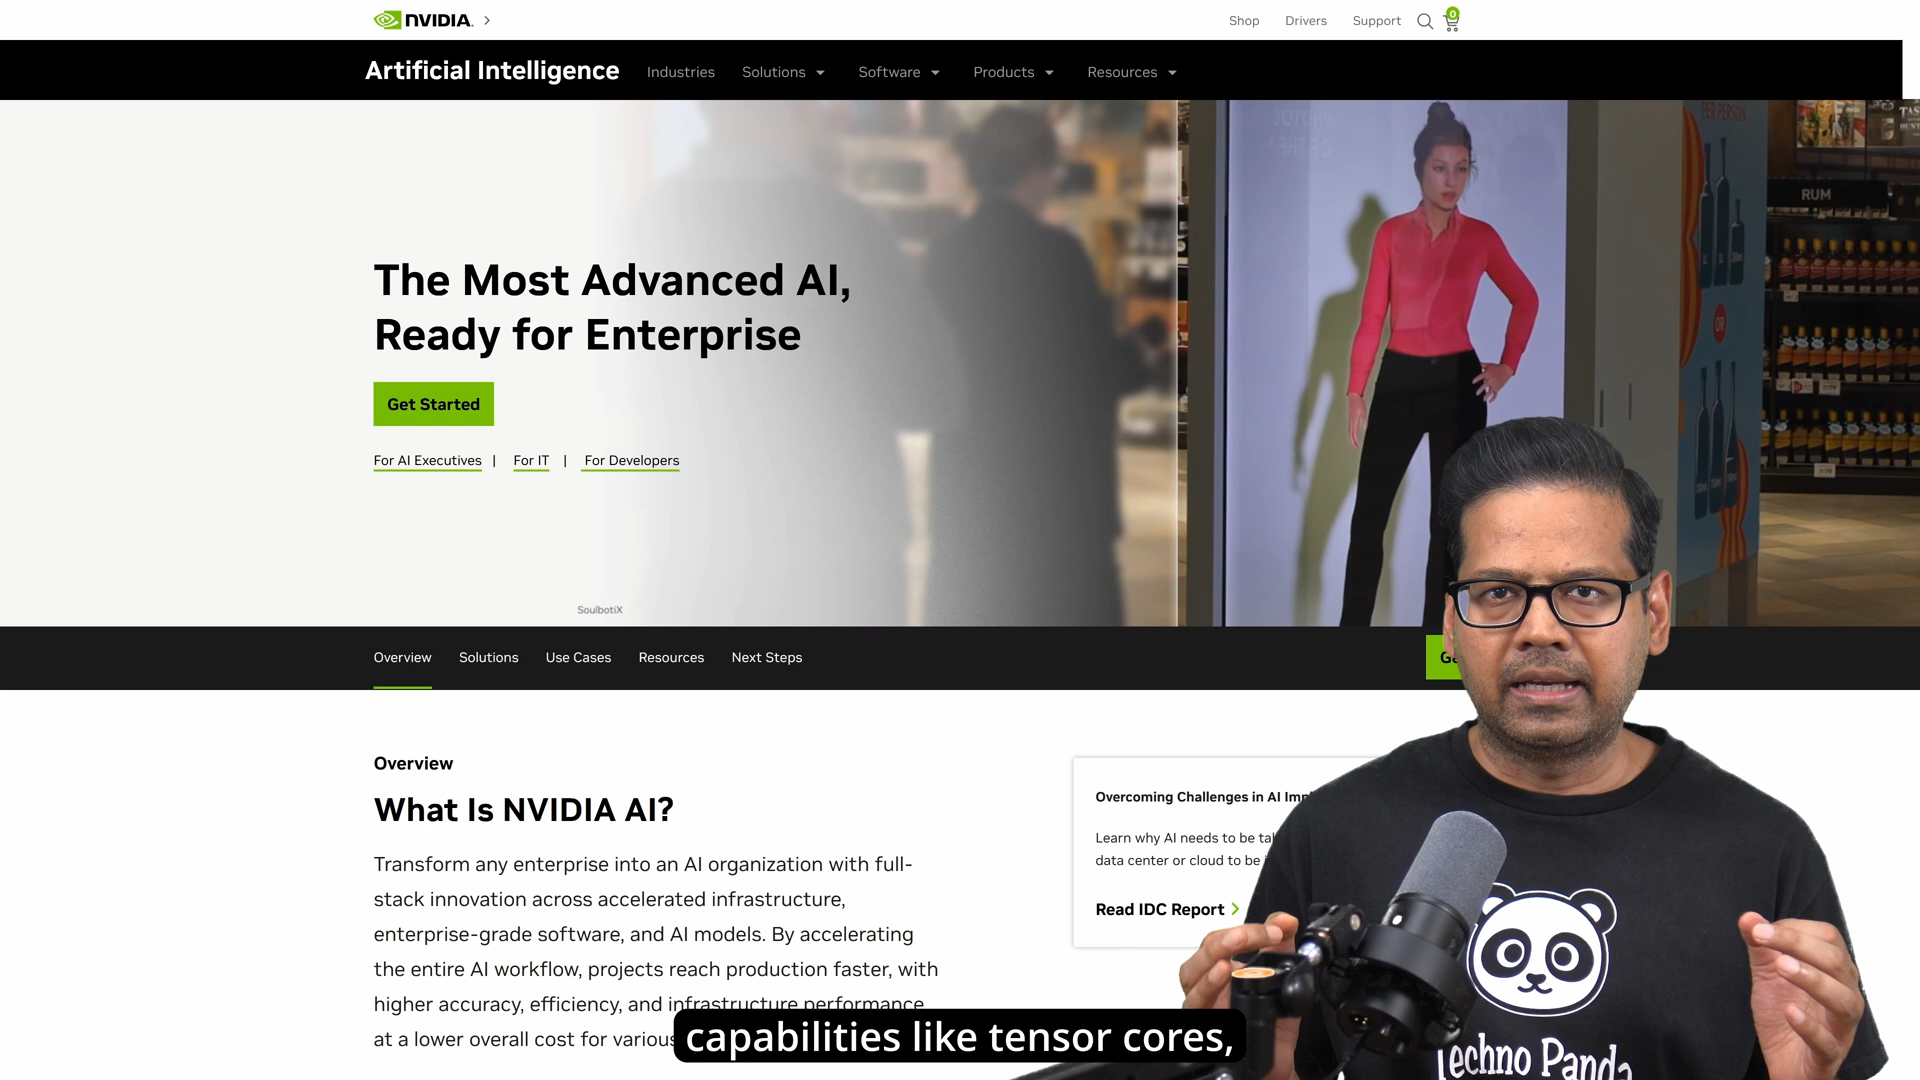 NVIDIA.
Shop
Drivers
Support
0
Artificial Intelligence
Industries
Solutions
Software
Products
Resources
PER PERSON
TAS
RUM
OR
The Most Advanced AI,
Ready for Enterprise
Get Started
For AI Executives |
For IT |
For Developers
SoulbotiX
Overview
Solutions
Use Cases
Resources
Next Steps
Overview
What Is NVIDIA AI?
Transform any enterprise into an AI organization with full-
stack innovation across accelerated infrastructure,
enterprise-grade software, and AI models. By accelerating
the entire AI workflow, projects reach production faster, with
higher accuracy, efficiency, and infrastructure performance
at a lower overall cost for various
Overcoming Challenges in AI
Learn why AI needs to be
data center or cloud to be
Read IDC Report
capabilities like tensor cores,
Techno Panda